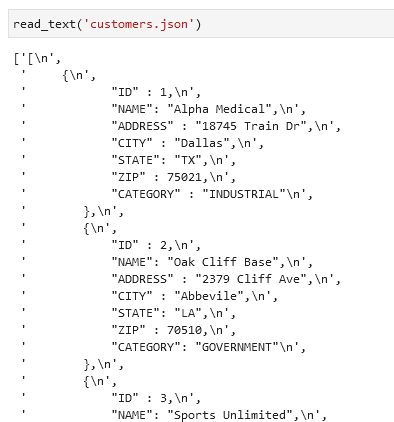 read_text('customers.json')
['[\n',
'     {\n',
'            "ID" : 1,\n',
'            "NAME": "Alpha Medical",\n',
'            "ADDRESS" : "18745 Train Dr",\n',
'            "CITY" : "Dallas",\n',
'            "STATE": "TX",\n',
'            "ZIP" : 75021,\n',
'            "CATEGORY" : "INDUSTRIAL"\n',
'        },\n',
'        {\n',
'            "ID" : 2,\n',
'            "NAME": "Oak Cliff Base",\n',
'            "ADDRESS" : "2379 Cliff Ave",\n',
'            "CITY" : "Abbevile",\n',
'            "STATE": "LA",\n',
'            "ZIP" : 70510,\n',
'            "CATEGORY": "GOVERNMENT"\n',
'        },\n',
'        {\n',
'            "ID" : 3,\n',
'            "NAME": "Sports Unlimited",\n',